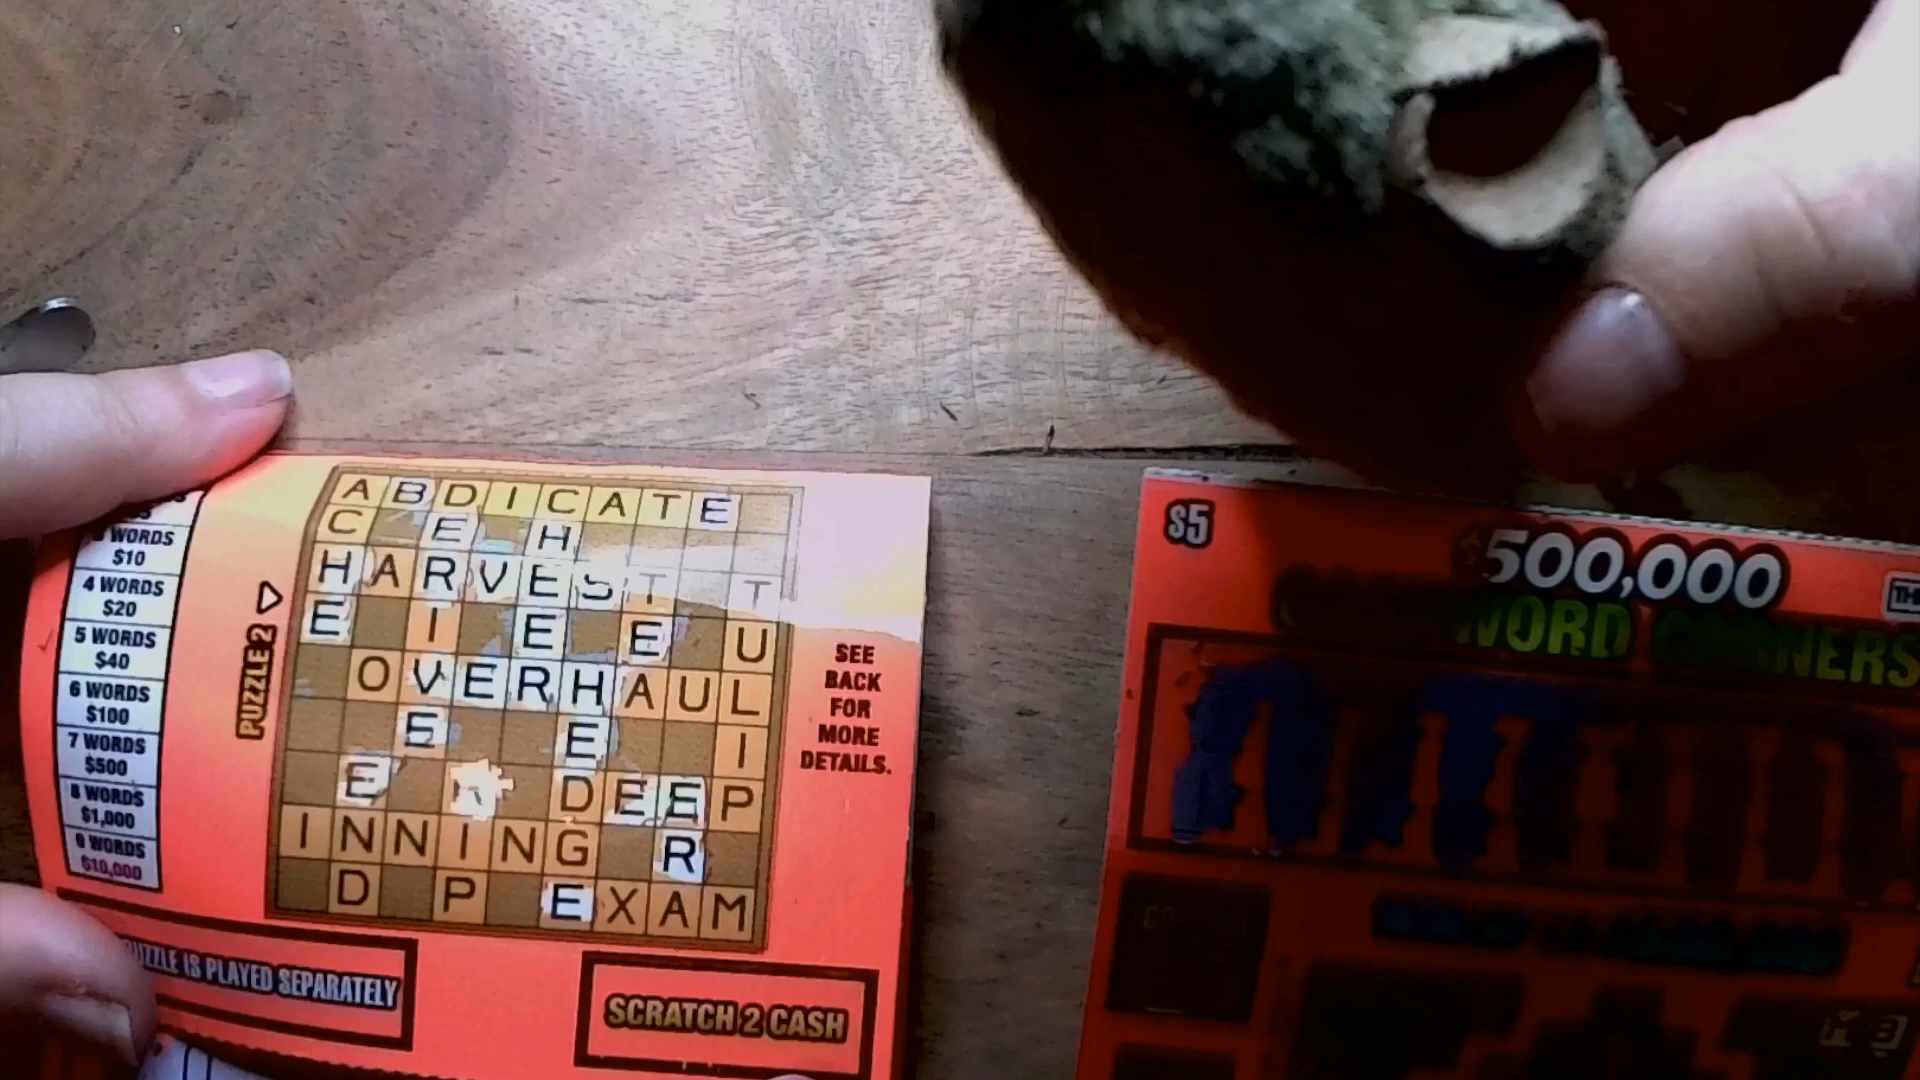 WORDS
$10
4 WORDS
$20
5 WORDS
$40
6 WORDS
$100
7 WORDS
$500
8 WORDS
$1,000
9 WORDS
$10,000
PUZZLE 2
ABDICATE
C E H
HARVEST T
E I E E U
OVERHAUL
E E I
E N DEEP
INNING R
D P EXAM
SEE
BACK
FOR
MORE
DETAILS.
PUZZLE IS PLAYED SEPARATELY
SCRATCH 2 CASH
$5
$500,000
WORD CORNERS